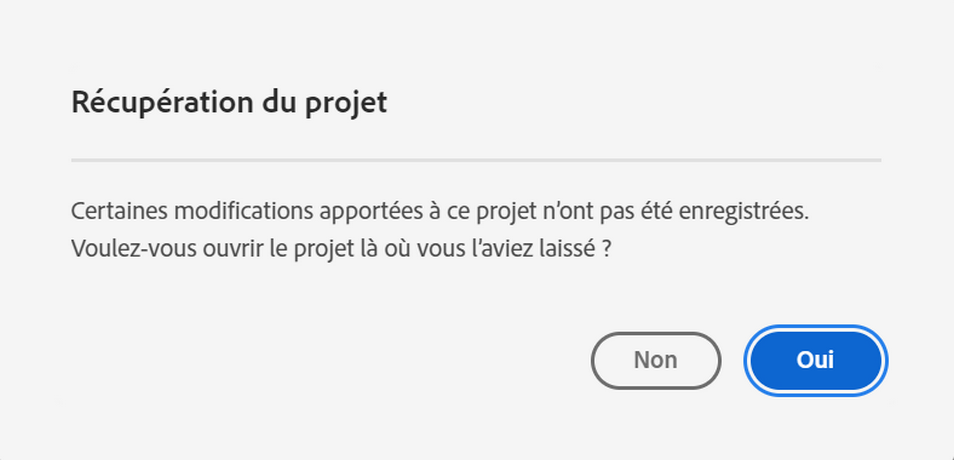 Récupération du projet
Certaines modifications apportées à ce projet n’ont pas été enregistrées.
Voulez-vous ouvrir le projet là où vous l’aviez laissé ?
Non
Oui